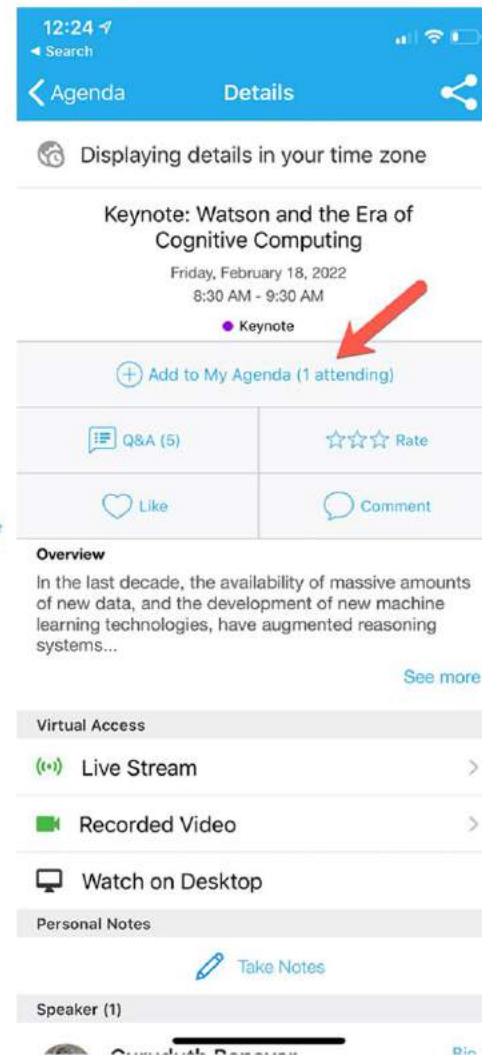 12:24
Search
Agenda
Details
Displaying details in your time zone
Keynote: Watson and the Era of
Cognitive Computing
Friday, February 18, 2022
8:30 AM - 9:30 AM
Keynote
Add to My Agenda (1 attending)
Q&A (5)
Rate
Like
Comment
Overview
In the last decade, the availability of massive amounts
of new data, and the development of new machine
learning technologies, have augmented reasoning
systems...
See more
Virtual Access
Live Stream
Recorded Video
Watch on Desktop
Personal Notes
Take Notes
Speaker (1)
Bio